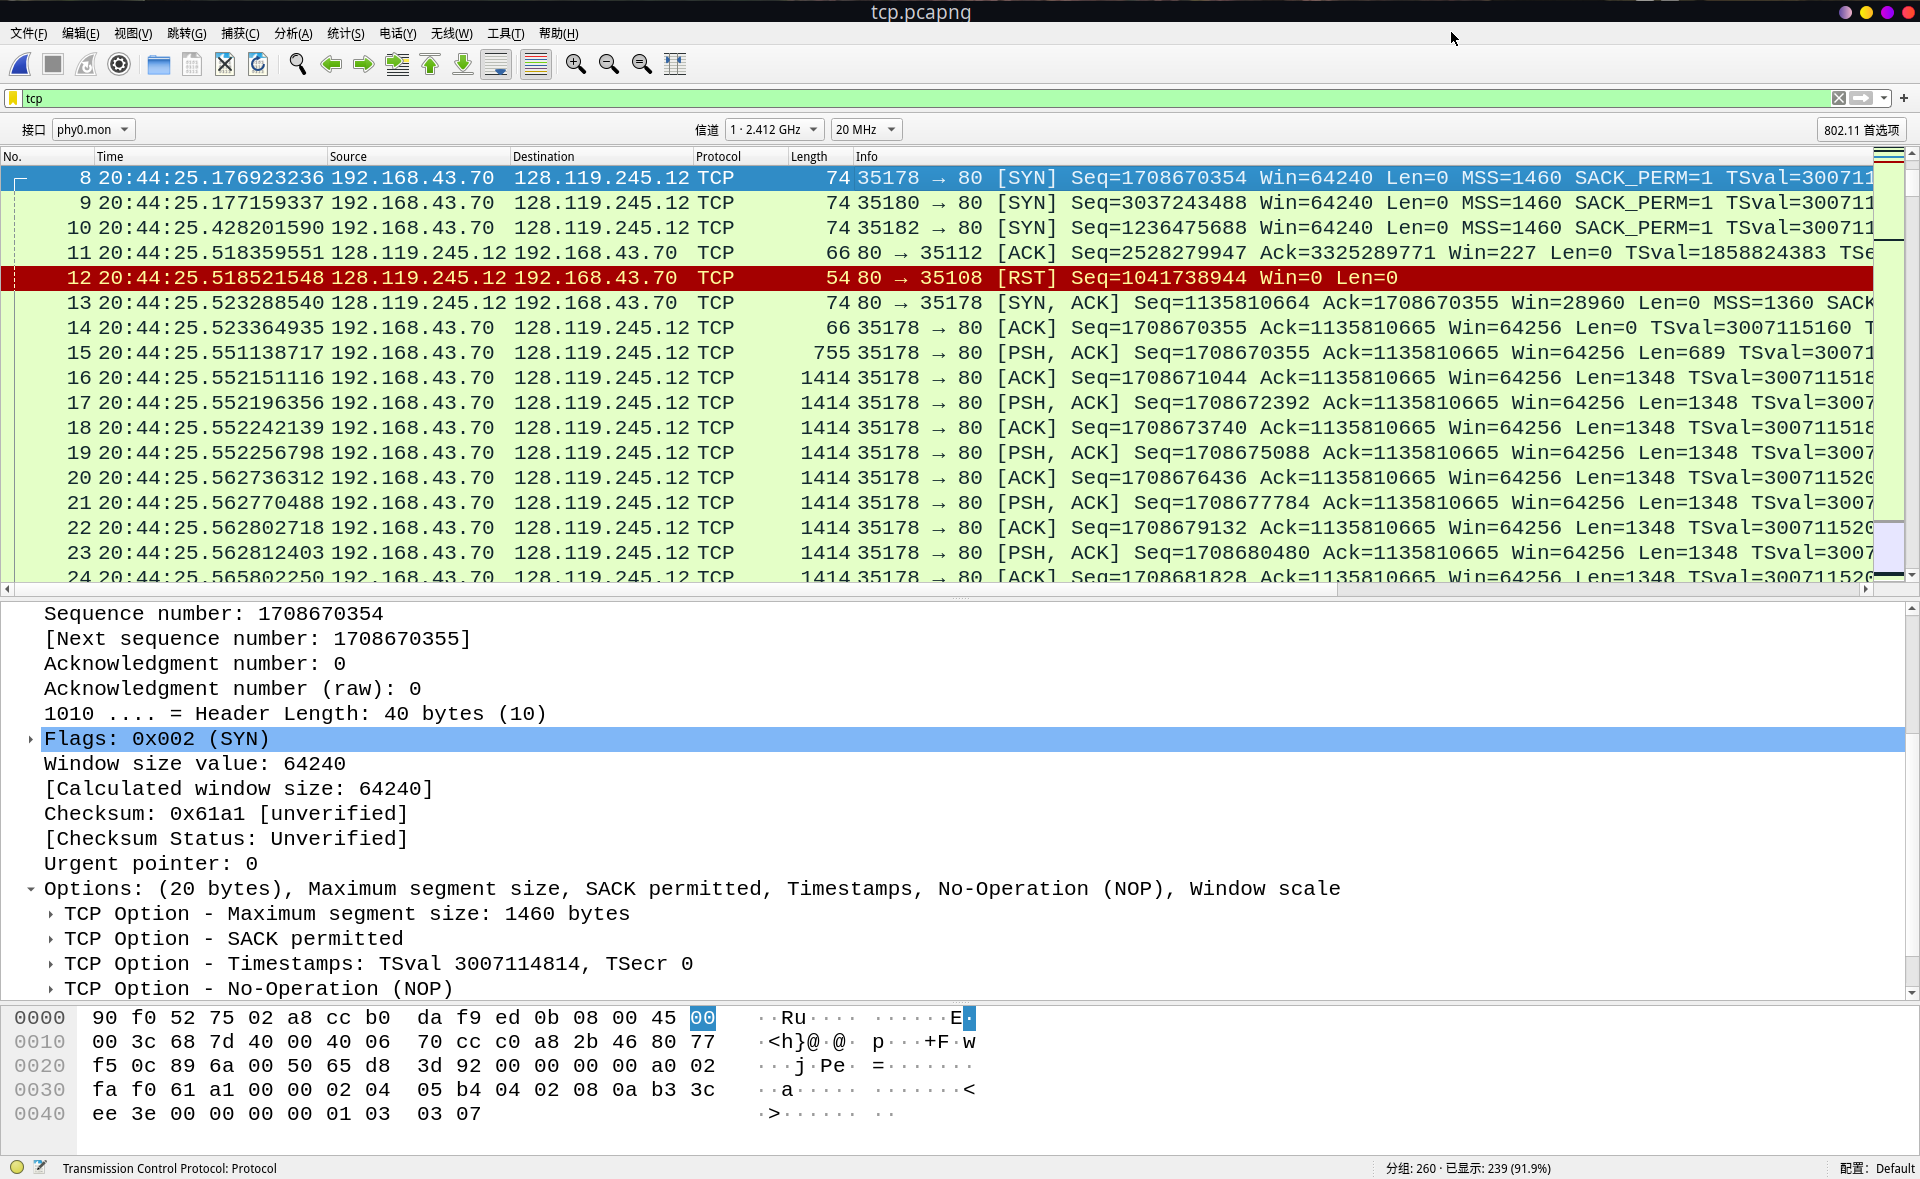 tcp.pcapng
文件(F) 编辑(E) 视图(V) 跳转(G) 捕获(C) 分析(A) 统计(S) 电话(Y) 无线(W) 工具(T) 帮助(H)
tcp
接口 phy0.mon 信道 1 · 2.412 GHz 20 MHz 802.11 首选项
No. Time Source Destination Protocol Length Info
8 20:44:25.176923236 192.168.43.70 128.119.245.12 TCP 74 35178 → 80 [SYN] Seq=1708670354 Win=64240 Len=0 MSS=1460 SACK_PERM=1 TSval=300711
9 20:44:25.177159337 192.168.43.70 128.119.245.12 TCP 74 35180 → 80 [SYN] Seq=3037243488 Win=64240 Len=0 MSS=1460 SACK_PERM=1 TSval=300711
10 20:44:25.428201590 192.168.43.70 128.119.245.12 TCP 74 35182 → 80 [SYN] Seq=1236475688 Win=64240 Len=0 MSS=1460 SACK_PERM=1 TSval=300711
11 20:44:25.518359551 128.119.245.12 192.168.43.70 TCP 66 80 → 35112 [ACK] Seq=2528279947 Ack=3325289771 Win=227 Len=0 TSval=1858824383 TSe
12 20:44:25.518521548 128.119.245.12 192.168.43.70 TCP 54 80 → 35108 [RST] Seq=1041738944 Win=0 Len=0
13 20:44:25.523288540 128.119.245.12 192.168.43.70 TCP 74 80 → 35178 [SYN, ACK] Seq=1135810664 Ack=1708670355 Win=28960 Len=0 MSS=1360 SACK
14 20:44:25.523364935 192.168.43.70 128.119.245.12 TCP 66 35178 → 80 [ACK] Seq=1708670355 Ack=1135810665 Win=64256 Len=0 TSval=3007115160 T
15 20:44:25.551138717 192.168.43.70 128.119.245.12 TCP 755 35178 → 80 [PSH, ACK] Seq=1708670355 Ack=1135810665 Win=64256 Len=689 TSval=30071
16 20:44:25.552151116 192.168.43.70 128.119.245.12 TCP 1414 35178 → 80 [ACK] Seq=1708671044 Ack=1135810665 Win=64256 Len=1348 TSval=300711518
17 20:44:25.552196356 192.168.43.70 128.119.245.12 TCP 1414 35178 → 80 [PSH, ACK] Seq=1708672392 Ack=1135810665 Win=64256 Len=1348 TSval=3007
18 20:44:25.552242139 192.168.43.70 128.119.245.12 TCP 1414 35178 → 80 [ACK] Seq=1708673740 Ack=1135810665 Win=64256 Len=1348 TSval=300711518
19 20:44:25.552256798 192.168.43.70 128.119.245.12 TCP 1414 35178 → 80 [PSH, ACK] Seq=1708675088 Ack=1135810665 Win=64256 Len=1348 TSval=3007
20 20:44:25.562736312 192.168.43.70 128.119.245.12 TCP 1414 35178 → 80 [ACK] Seq=1708676436 Ack=1135810665 Win=64256 Len=1348 TSval=300711520
21 20:44:25.562770488 192.168.43.70 128.119.245.12 TCP 1414 35178 → 80 [PSH, ACK] Seq=1708677784 Ack=1135810665 Win=64256 Len=1348 TSval=3007
22 20:44:25.562802718 192.168.43.70 128.119.245.12 TCP 1414 35178 → 80 [ACK] Seq=1708679132 Ack=1135810665 Win=64256 Len=1348 TSval=300711520
23 20:44:25.562812403 192.168.43.70 128.119.245.12 TCP 1414 35178 → 80 [PSH, ACK] Seq=1708680480 Ack=1135810665 Win=64256 Len=1348 TSval=3007
24 20:44:25.565802250 192.168.43.70 128.119.245.12 TCP 1414 35178 → 80 [ACK] Seq=1708681828 Ack=1135810665 Win=64256 Len=1348 TSval=300711520
Sequence number: 1708670354
[Next sequence number: 1708670355]
Acknowledgment number: 0
Acknowledgment number (raw): 0
1010 .... = Header Length: 40 bytes (10)
Flags: 0x002 (SYN)
Window size value: 64240
[Calculated window size: 64240]
Checksum: 0x61a1 [unverified]
[Checksum Status: Unverified]
Urgent pointer: 0
Options: (20 bytes), Maximum segment size, SACK permitted, Timestamps, No-Operation (NOP), Window scale
TCP Option - Maximum segment size: 1460 bytes
TCP Option - SACK permitted
TCP Option - Timestamps: TSval 3007114814, TSecr 0
TCP Option - No-Operation (NOP)
0000 90 f0 52 75 02 a8 cc b0 da f9 ed 0b 08 00 45 00 ··Ru···· ······E·
0010 00 3c 68 7d 40 00 40 06 70 cc c0 a8 2b 46 80 77 ·<h}@·@· p···+F·w
0020 f5 0c 89 6a 00 50 65 d8 3d 92 00 00 00 00 a0 02 ···j·Pe· =·······
0030 fa f0 61 a1 00 00 02 04 05 b4 04 02 08 0a b3 3c ··a····· ·······<
0040 ee 3e 00 00 00 00 01 03 03 07 ·>······ ··
Transmission Control Protocol: Protocol 分组: 260 · 已显示: 239 (91.9%) 配置: Default